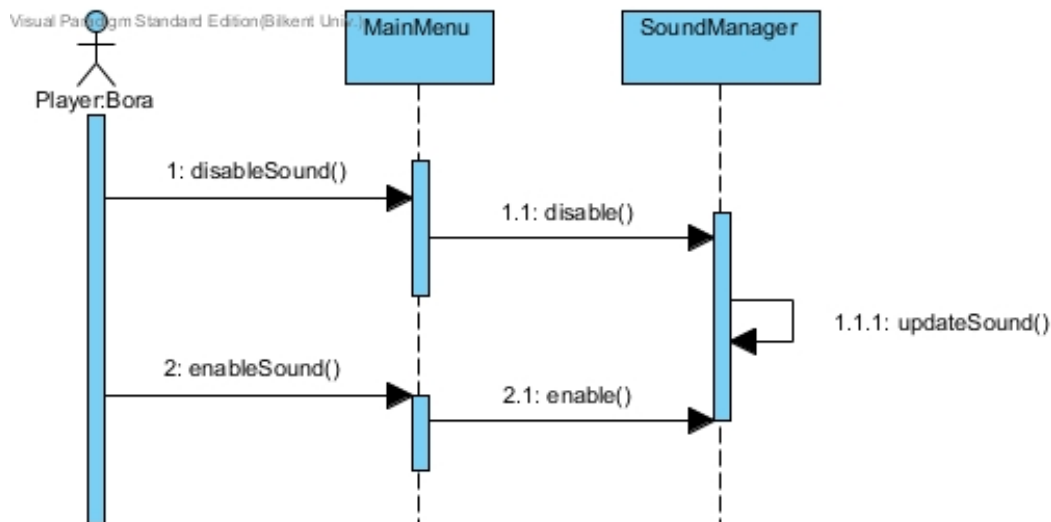 Visual Paradigm Standard Edition(Bilkent Univ.)
MainMenu
SoundManager
Player:Bora
1: disableSound()
1.1: disable()
1.1.1: updateSound()
2: enableSound()
2.1: enable()